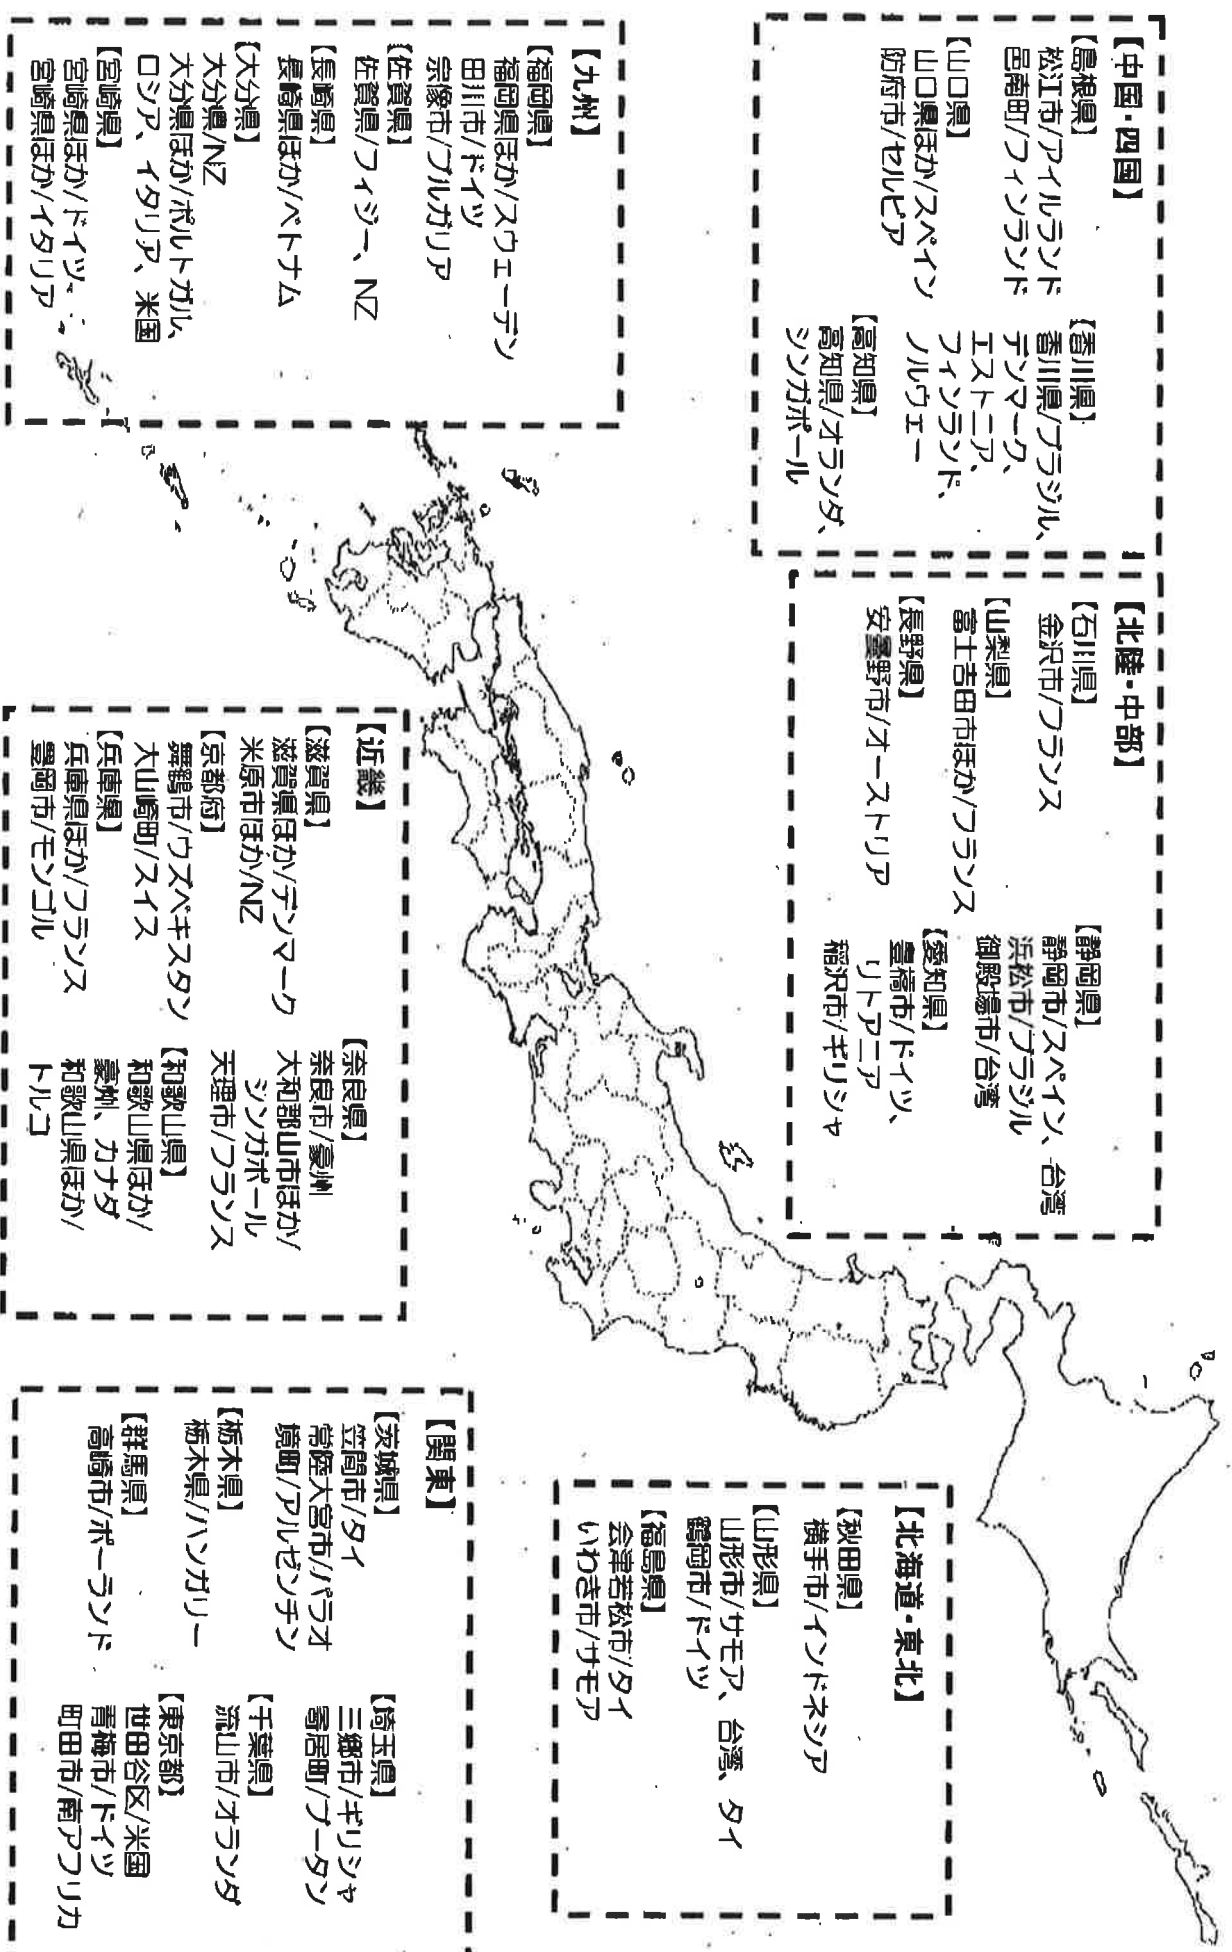 【中国・四国】
【島根県】
松江市/アイルランド
邑南町/フィンランド
【山口県】
山口県ほか/スペイン
防府市/セルビア
【香川県】
香川県/ブラジル、
デンマーク、
エストニア、
フィンランド、
ノルウェー
【高知県】
高知県/オランダ、
シンガポール
【北陸・中部】
【石川県】
金沢市/フランス
【山梨県】
富士吉田市ほか/フランス
【長野県】
安曇野市/オーストリア
【静岡県】
静岡市/スペイン、台湾
浜松市/ブラジル
御殿場市/台湾
【愛知県】
豊橋市/ドイツ、
リトアニア
稲沢市/ギリシャ
【北海道・東北】
【秋田県】
横手市/インドネシア
【山形県】
山形市/サモア、台湾、タイ
鶴岡市/ドイツ
【福島県】
会津若松市/タイ
いわき市/サモア
【九州】
【福岡県】
福岡県ほか/スウェーデン
田川市/ドイツ
宗像市/ブルガリア
【佐賀県】
佐賀県/フィジー、NZ
【長崎県】
長崎県ほか/ベトナム
【大分県】
大分県/NZ
大分県ほか/ポルトガル、
ロシア、イタリア、米国
【宮崎県】
宮崎県ほか/ドイツ
宮崎県ほか/イタリア
【近畿】
【滋賀県】
滋賀県ほか/デンマーク
米原市ほか/NZ
【京都府】
舞鶴市/ウズベキスタン
大山崎町/スイス
【兵庫県】
兵庫県ほか/フランス
豊岡市/モンゴル
【奈良県】
奈良市/豪州
大和郡山市ほか/
シンガポール
天理市/フランス
【和歌山県】
和歌山県ほか/
豪州、カナダ
和歌山県ほか/
トルコ
【関東】
【茨城県】
笠間市/タイ
常陸大宮市/パラオ
境町/アルゼンチン
【栃木県】
栃木県/ハンガリー
【群馬県】
高崎市/ポーランド
【埼玉県】
三郷市/ギリシャ
寄居町/ブータン
【千葉県】
流山市/オランダ
【東京都】
世田谷区/米国
青梅市/ドイツ
町田市/南アフリカ